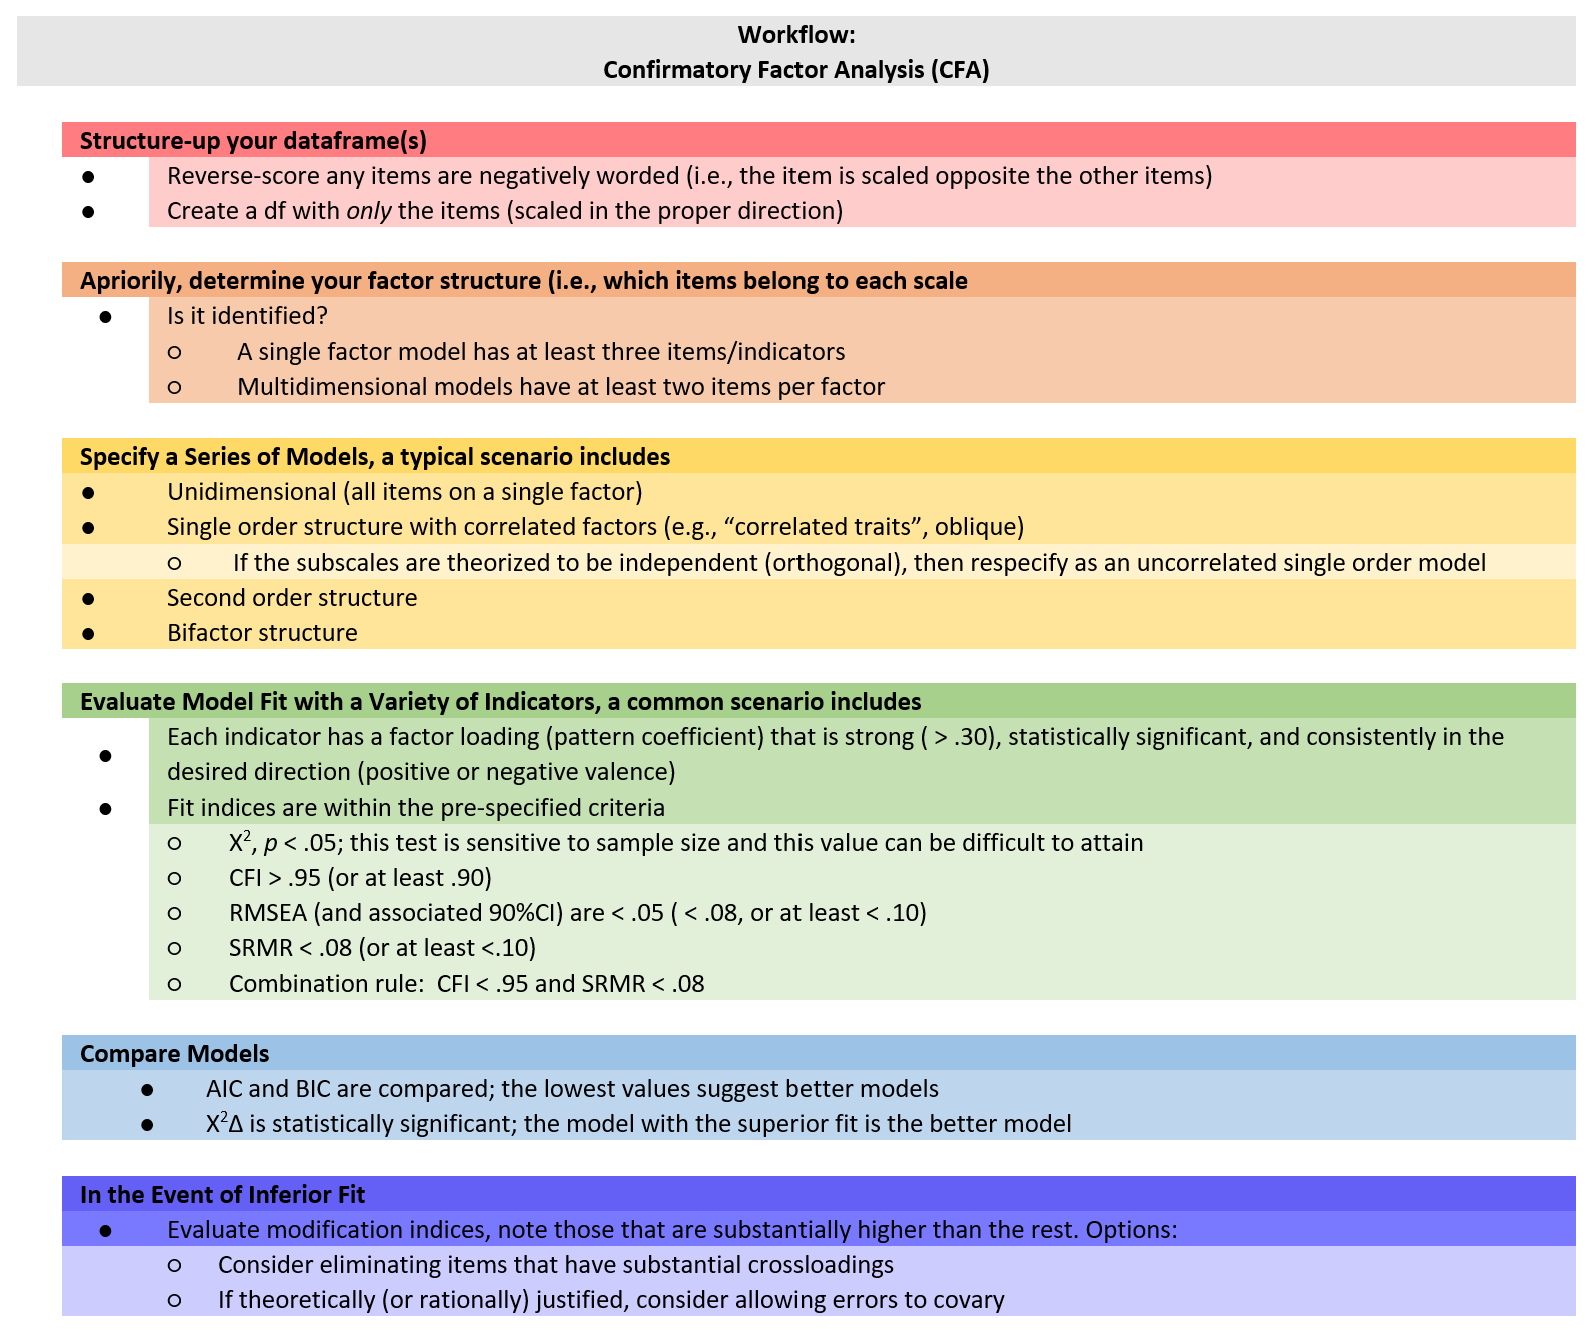 Workflow:
Confirmatory Factor Analysis (CFA)
Structure-up your dataframe(s)
● Reverse-score any items are negatively worded (i.e., the item is scaled opposite the other items)
● Create a df with only the items (scaled in the proper direction)
Apriorily, determine your factor structure (i.e., which items belong to each scale
● Is it identified?
○ A single factor model has at least three items/indicators
○ Multidimensional models have at least two items per factor
Specify a Series of Models, a typical scenario includes
● Unidimensional (all items on a single factor)
● Single order structure with correlated factors (e.g., “correlated traits”, oblique)
○ If the subscales are theorized to be independent (orthogonal), then respecify as an uncorrelated single order model
● Second order structure
● Bifactor structure
Evaluate Model Fit with a Variety of Indicators, a common scenario includes
● Each indicator has a factor loading (pattern coefficient) that is strong ( > .30), statistically significant, and consistently in the
desired direction (positive or negative valence)
● Fit indices are within the pre-specified criteria
○ X², p < .05; this test is sensitive to sample size and this value can be difficult to attain
○ CFI > .95 (or at least .90)
○ RMSEA (and associated 90%CI) are < .05 ( < .08, or at least < .10)
○ SRMR < .08 (or at least <.10)
○ Combination rule: CFI < .95 and SRMR < .08
Compare Models
● AIC and BIC are compared; the lowest values suggest better models
● X²Δ is statistically significant; the model with the superior fit is the better model
In the Event of Inferior Fit
● Evaluate modification indices, note those that are substantially higher than the rest. Options:
○ Consider eliminating items that have substantial crossloadings
○ If theoretically (or rationally) justified, consider allowing errors to covary